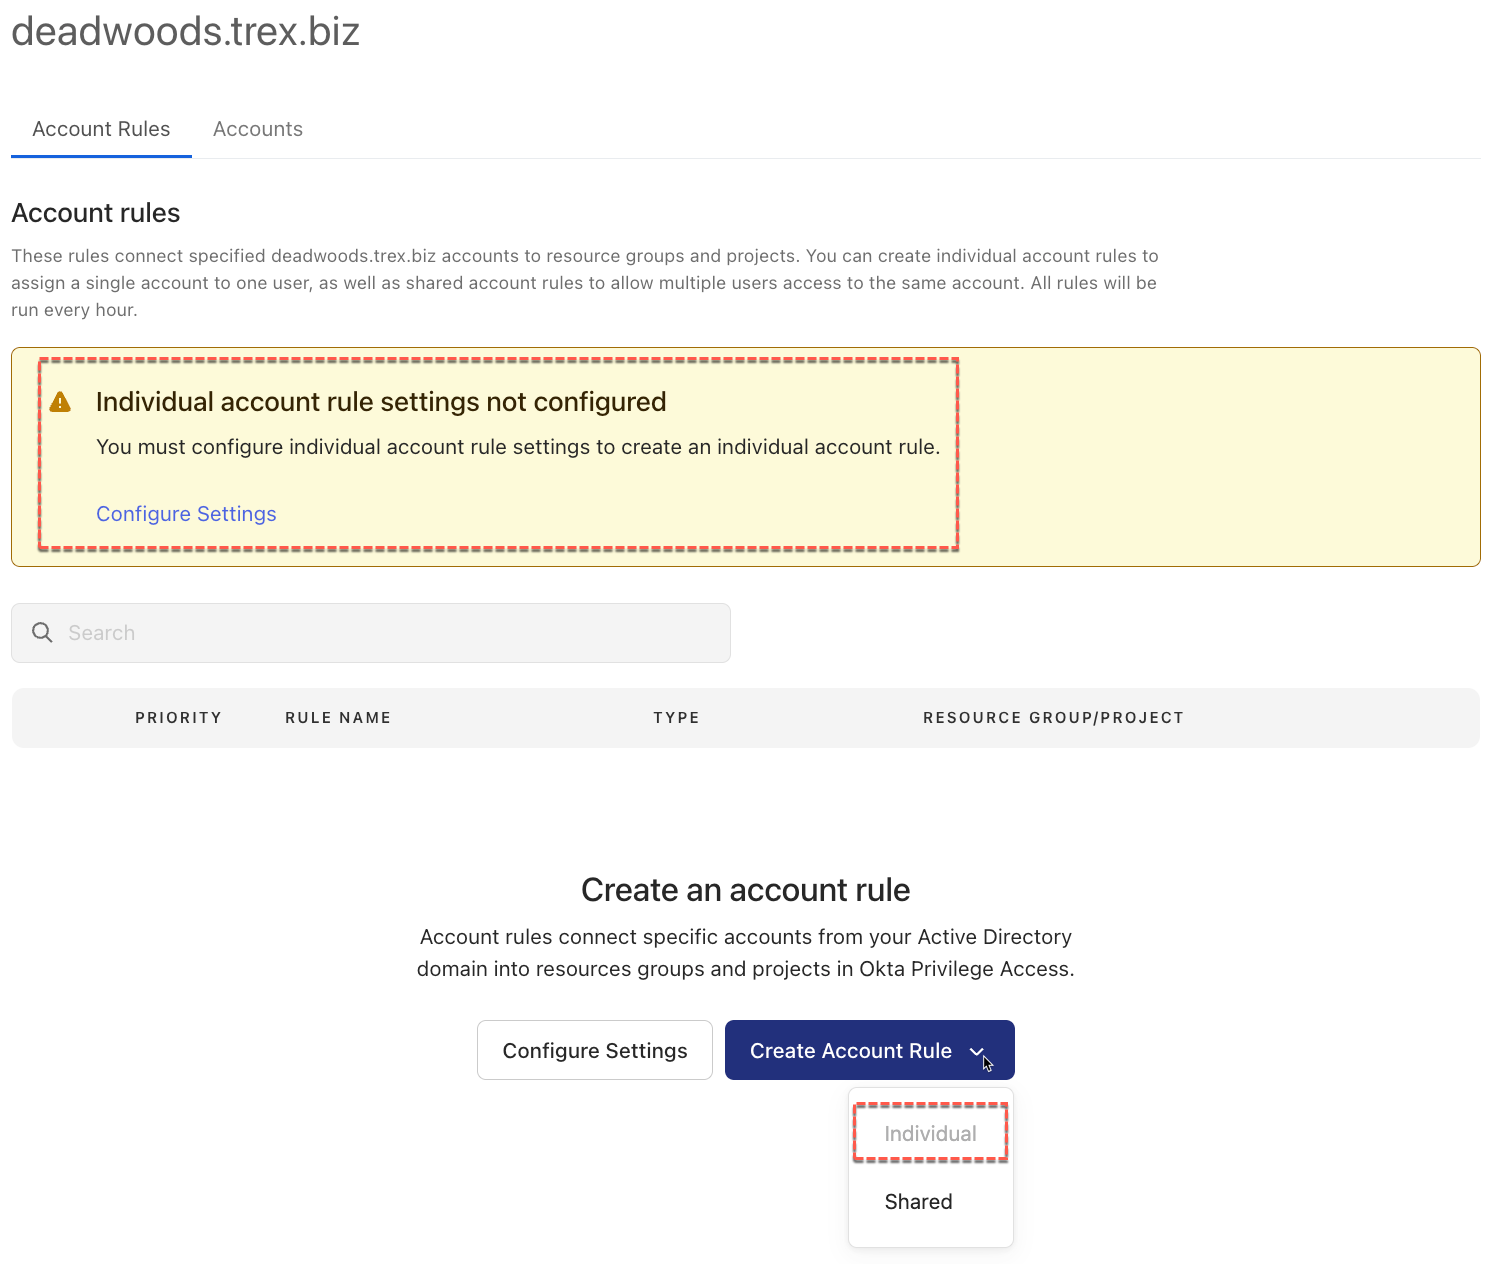 deadwoods.trex.biz
Account Rules
Accounts
Account rules
These rules connect specified deadwoods.trex.biz accounts to resource groups and projects. You can create individual account rules to
assign a single account to one user, as well as shared account rules to allow multiple users access to the same account. All rules will be
run every hour.
Individual account rule settings not configured
You must configure individual account rule settings to create an individual account rule.
Configure Settings
Search
PRIORITY
RULE NAME
TYPE
RESOURCE GROUP/PROJECT
Create an account rule
Account rules connect specific accounts from your Active Directory
domain into resources groups and projects in Okta Privilege Access.
Configure Settings
Create Account Rule
Individual
Shared